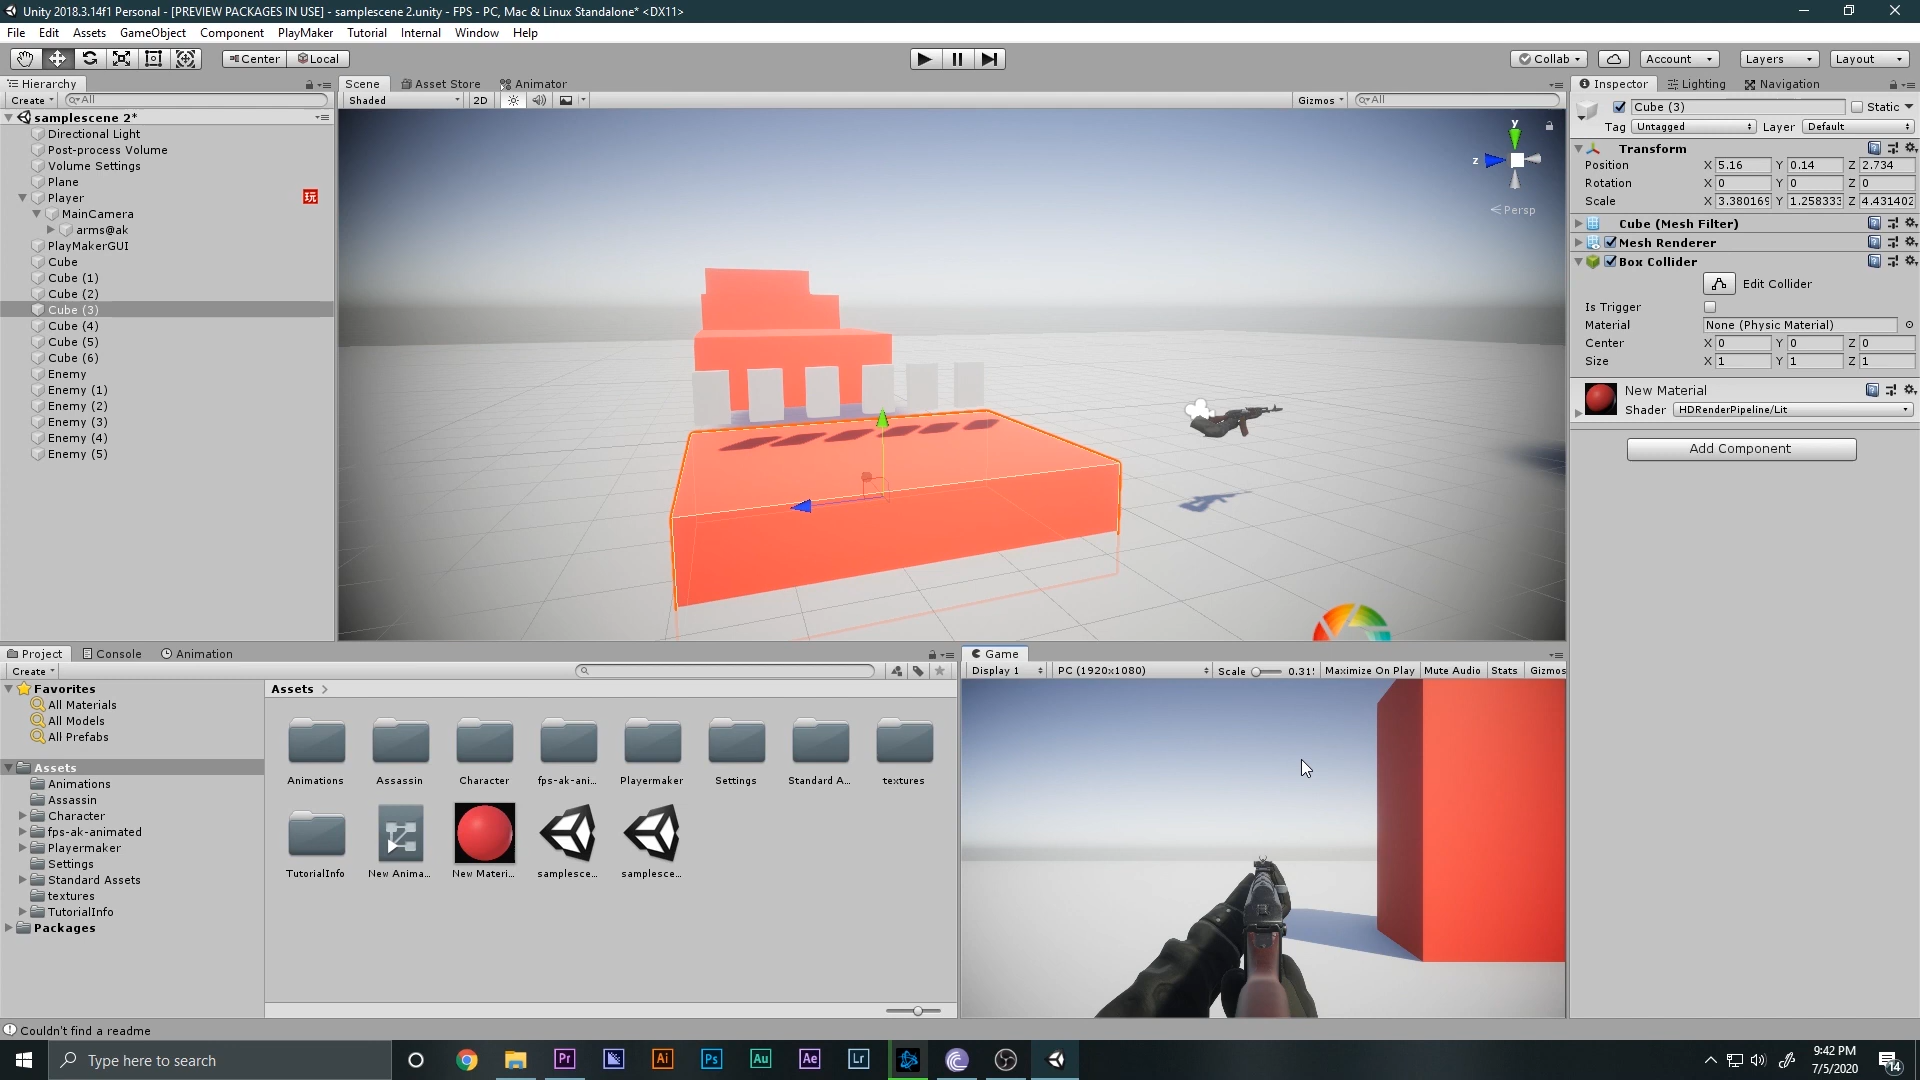 Unity 2018.3.14f1 Personal - [PREVIEW PACKAGES IN USE] - samplescene 2.unity - FPS - PC, Mac & Linux Standalone* <DX11>
File Edit Assets GameObject Component PlayMaker Tutorial Internal Window Help
Center Local Collab Account Layers Layout
Hierarchy
Create All
samplescene 2*
Directional Light
Post-process Volume
Volume Settings
Plane
Player 玩
MainCamera
arms@ak
PlayMakerGUI
Cube
Cube (1)
Cube (2)
Cube (3)
Cube (4)
Cube (5)
Cube (6)
Enemy
Enemy (1)
Enemy (2)
Enemy (3)
Enemy (4)
Enemy (5)
Scene Asset Store Animator
Shaded 2D Gizmos All
y
z
Persp
Inspector Lighting Navigation
Cube (3) Static
Tag Untagged Layer Default
Transform
Position X 5.16 Y 0.14 Z 2.734
Rotation X 0 Y 0 Z 0
Scale X 3.380169 Y 1.258333 Z 4.431402
Cube (Mesh Filter)
Mesh Renderer
Box Collider
Edit Collider
Is Trigger
Material None (Physic Material)
Center X 0 Y 0 Z 0
Size X 1 Y 1 Z 1
New Material
Shader HDRenderPipeline/Lit
Add Component
Project Console Animation
Create
Favorites
All Materials
All Models
All Prefabs
Assets
Animations
Assassin
Character
fps-ak-animated
Playermaker
Settings
Standard Assets
textures
TutorialInfo
Packages
Assets
Animations Assassin Character fps-ak-ani... Playermaker Settings Standard A... textures
TutorialInfo New Anima... New Materi... samplesce... samplesce...
Game
Display 1 PC (1920x1080) Scale 0.31 Maximize On Play Mute Audio Stats Gizmos
Couldn't find a readme
Type here to search
Pr Ai Ps Au Ae Lr
9:42 PM
7/5/2020
14